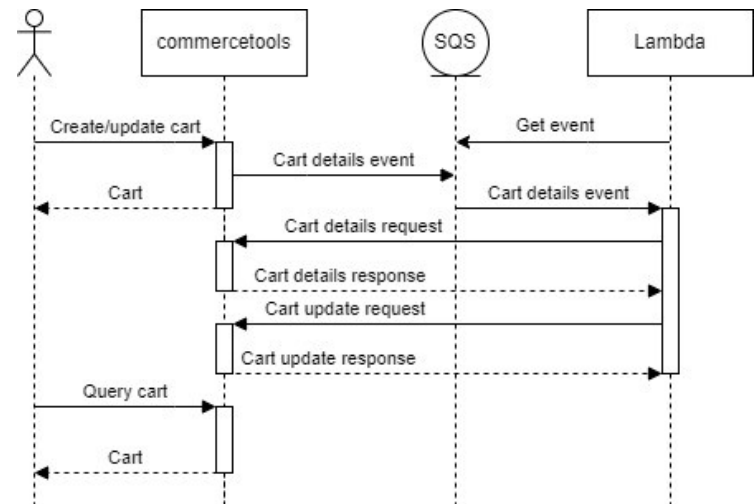 commercetools
SQS
Lambda
Create/update cart
Get event
Cart details event
Cart
Cart details event
Cart details request
Cart details response
Cart update request
Cart update response
Query cart
Cart